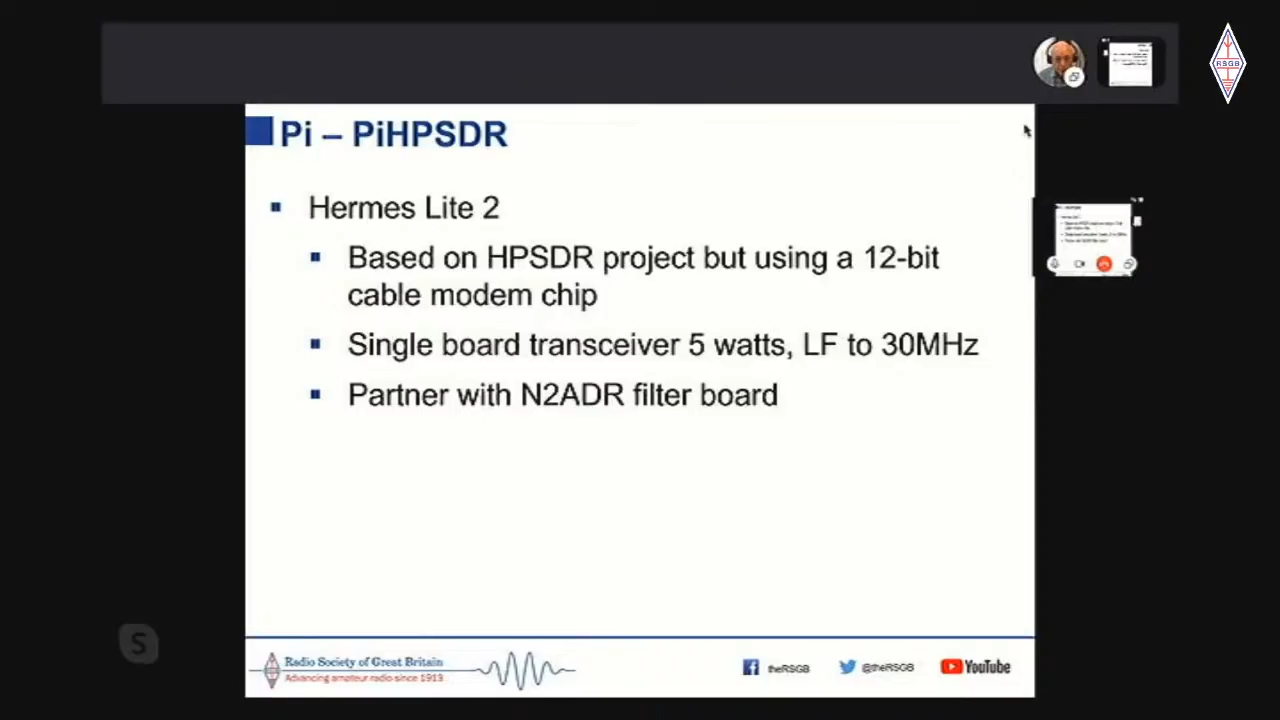 RSGB
Pi – PiHPSDR
Hermes Lite 2
Based on HPSDR project but using a 12-bit
cable modem chip
Single board transceiver 5 watts, LF to 30MHz
Partner with N2ADR filter board
S
Radio Society of Great Britain
Advancing amateur radio since 1913
theRSGB
@theRSGB
YouTube